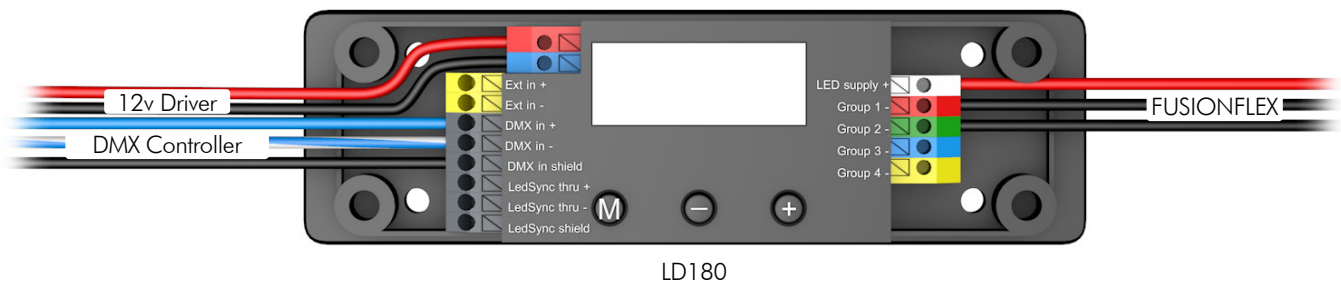 12v Driver
DMX Controller
Ext in +
Ext in -
DMX in +
DMX in -
DMX in shield
LedSync thru +
LedSync thru -
LedSync shield
M
−
+
LED supply +
Group 1 -
Group 2 -
Group 3 -
Group 4 -
FUSIONFLEX
LD180